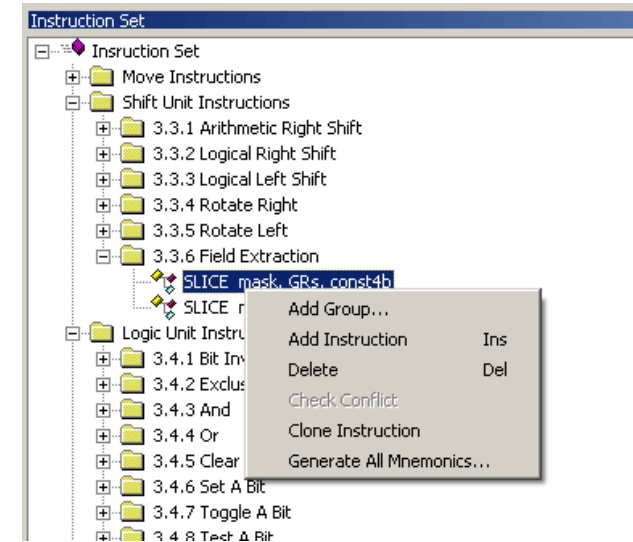 Instruction Set
Insruction Set
Move Instructions
Shift Unit Instructions
3.3.1 Arithmetic Right Shift
3.3.2 Logical Right Shift
3.3.3 Logical Left Shift
3.3.4 Rotate Right
3.3.5 Rotate Left
3.3.6 Field Extraction
SLICE mask, GRs, const4b
SLICE
Logic Unit
3.4.1 Bit
3.4.2
3.4.3 And
3.4.4 Or
3.4.5 Clear
3.4.6 Set A Bit
3.4.7 Toggle A Bit
3.4.8 Test A Bit
Add Group...
Add Instruction Ins
Delete Del
Check Conflict
Clone Instruction
Generate All Mnemonics...